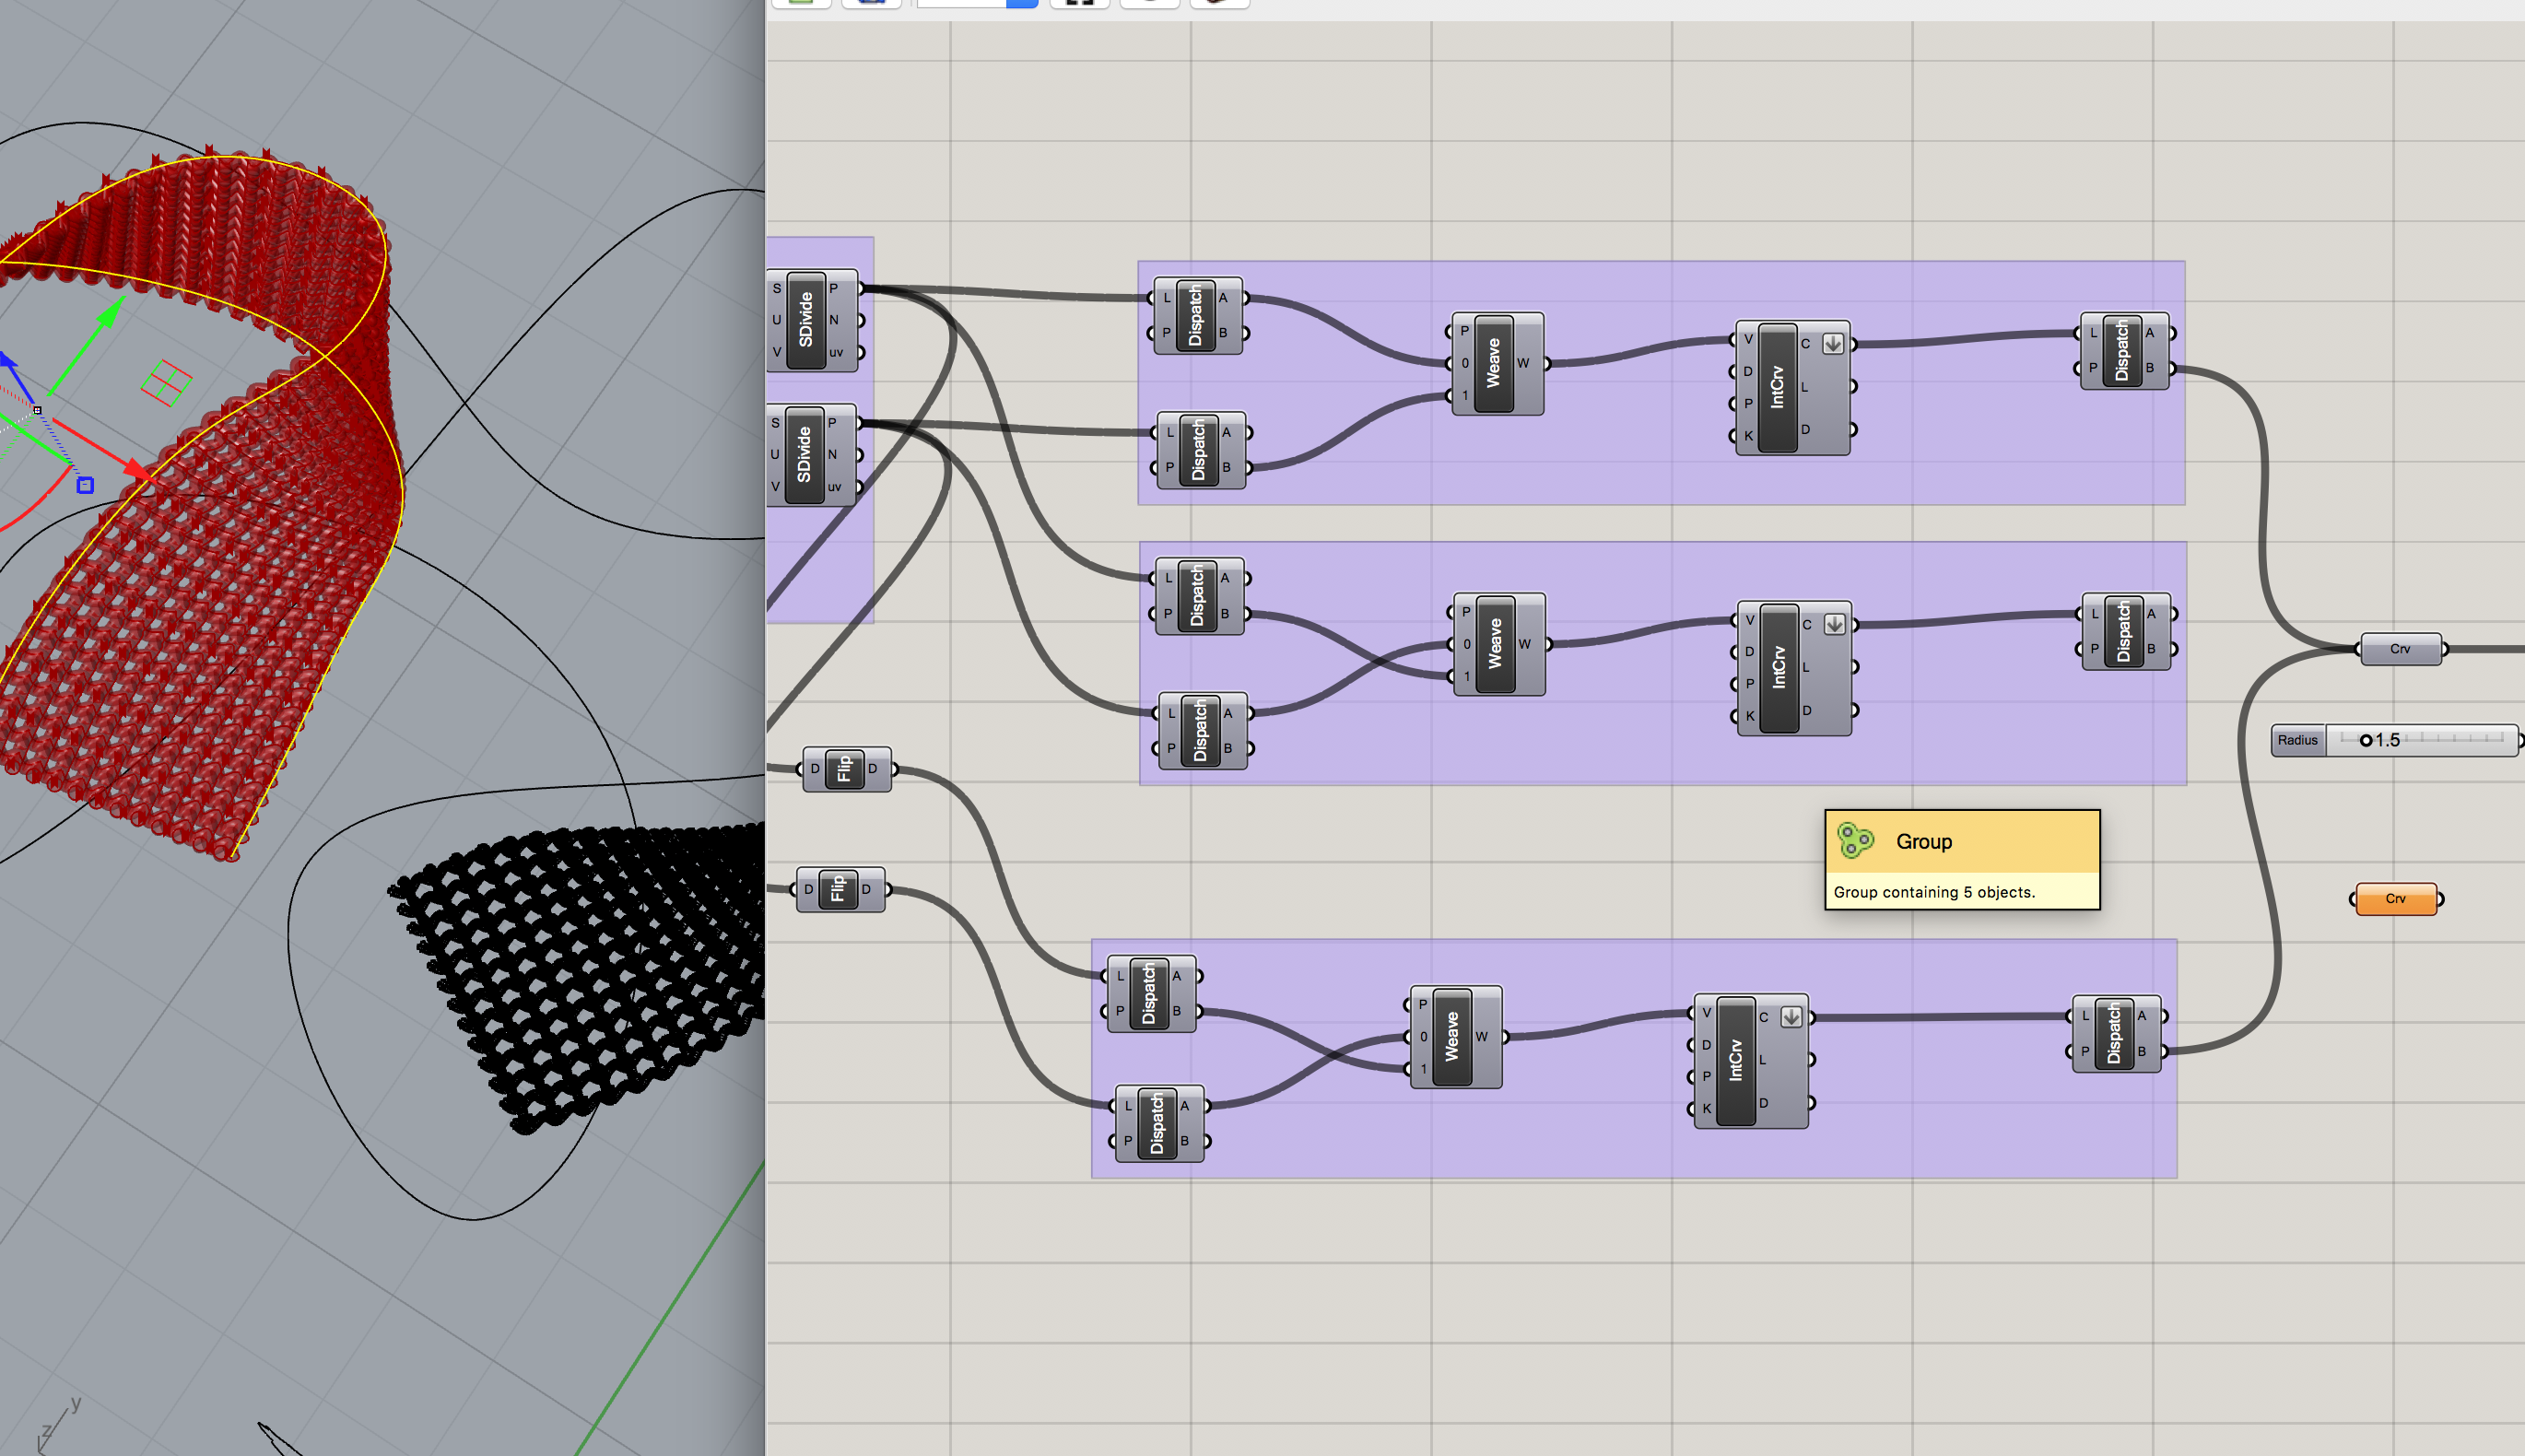 S P
U N
V uv
SDivide
S P
U N
V uv
SDivide
L A
P B
Dispatch
L A
P B
Dispatch
P
0 W
1
Weave
V C
D
L
P
K D
IntCrv
L A
P B
Dispatch
L A
P B
Dispatch
L A
P B
Dispatch
P
0 W
1
Weave
V C
D
L
P
K D
IntCrv
L A
P B
Dispatch
Crv
Radius 1.5
D Flip D
D Flip D
Group
Group containing 5 objects.
Crv
L A
P B
Dispatch
L A
P B
Dispatch
P
0 W
1
Weave
V C
D
L
P
K D
IntCrv
L A
P B
Dispatch
y
z